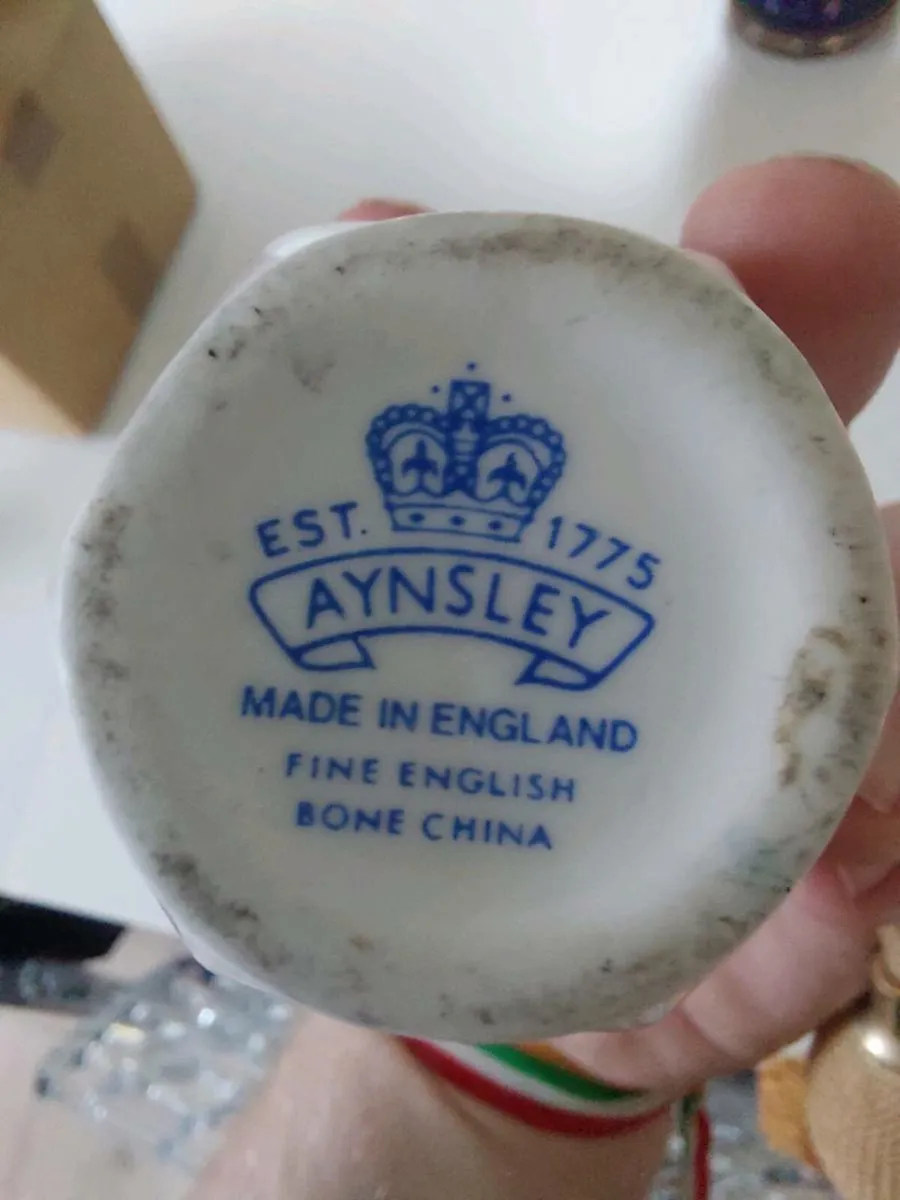 EST. 1775
AYNSLEY
MADE IN ENGLAND
FINE ENGLISH
BONE CHINA